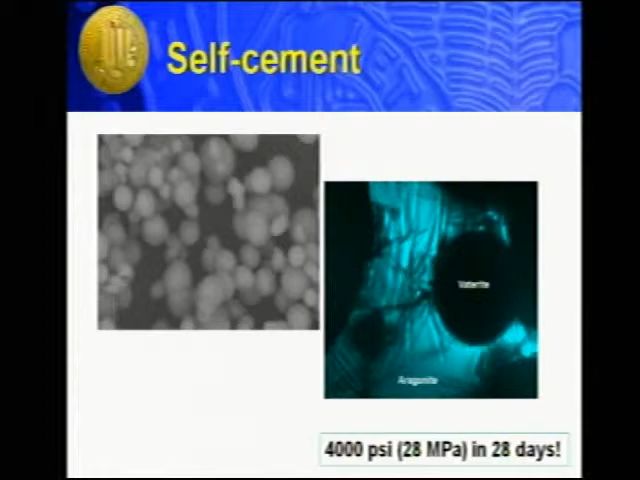 Self-cement
Vaterite
Aragonite
4000 psi (28 MPa) in 28 days!